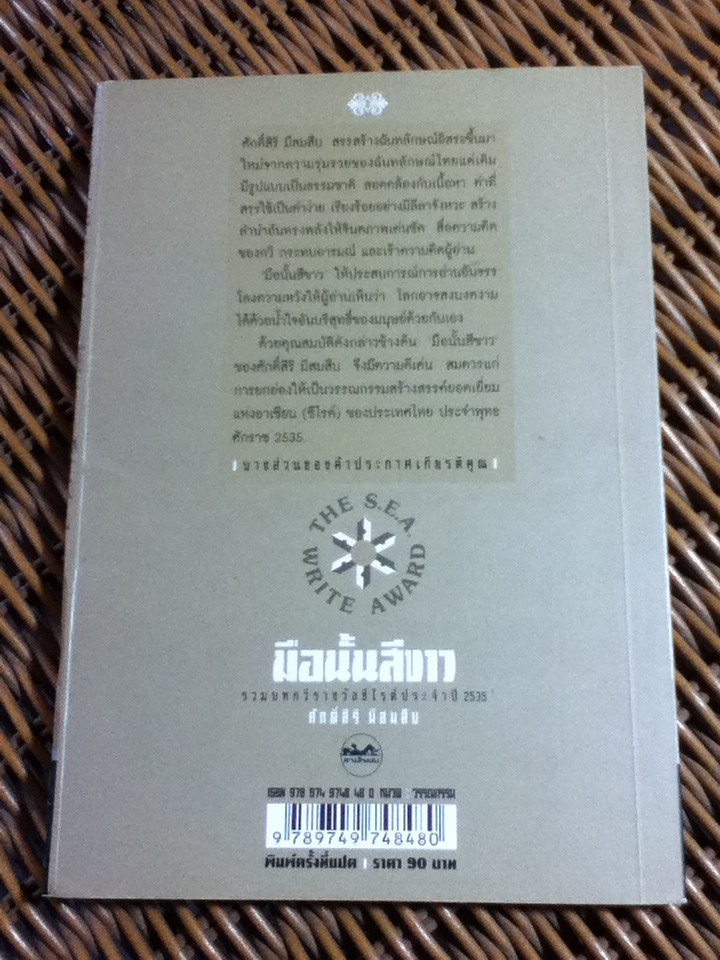 ศักดิ์สิริ มีสมสืบ สรรสร้างฉันทลักษณ์อิสระขึ้นมา
ใหม่จากความรุ่มรวยของฉันทลักษณ์ไทยแต่เดิม
มีรูปแบบเป็นธรรมชาติ สอดคล้องกับเนื้อหา คำที่
สรรใช้เป็นคำง่าย เรียงร้อยอย่างมีลีลาจังหวะ สร้าง
ลำนำอันทรงพลังให้จินตภาพเด่นชัด สื่อความคิด
ของกวี กระทบอารมณ์ และเร้าความคิดผู้อ่าน
'มือนั้นสีขาว' ให้ประสบการณ์การอ่านอันจรร
โลงความหวังให้ผู้อ่านเห็นว่า โลกอาจสงบงดงาม
ได้ด้วยน้ำใจอันบริสุทธิ์ของมนุษย์ด้วยกันเอง
ด้วยคุณสมบัติดังกล่าวข้างต้น 'มือนั้นสีขาว'
ของศักดิ์สิริ มีสมสืบ จึงมีความดีเด่น สมควรแก่
การยกย่องให้เป็นวรรณกรรมสร้างสรรค์ยอดเยี่ยม
แห่งอาเซียน (ซีไรต์) ของประเทศไทย ประจำพุทธ
ศักราช 2535.
บางส่วนของคำประกาศเกียรติคุณ
THE S.E.A.
WRITE AWARD
มือนั้นสีขาว
รวมบทกวีรางวัลซีไรต์ประจำปี 2535
ศักดิ์สิริ มีสมสืบ
ISBN 978 974 9748 48 0 หมวด วรรณกรรม
9 789749 748480
พิมพ์ครั้งที่แปด | ราคา 90 บาท